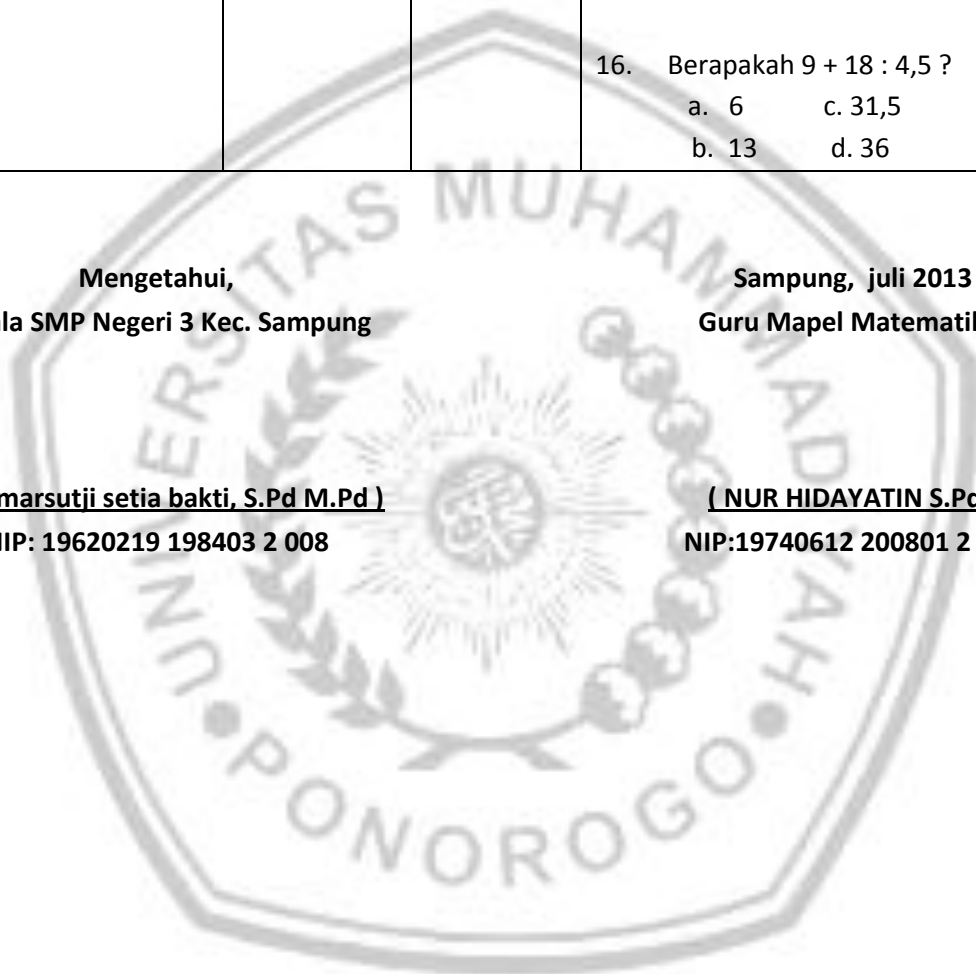 16. Berapakah 9 + 18 : 4,5 ?
a. 6 c. 31,5
b. 13 d. 36
Mengetahui,
la SMP Negeri 3 Kec. Sampung
Sampung, juli 2013
Guru Mapel Matemati
marsutji setia bakti, S.Pd M.Pd )
IP: 19620219 198403 2 008
( NUR HIDAYATIN S.Pd
NIP:19740612 200801 2
UNIVERSITAS MUHAMMADIYAH
PONOROGO